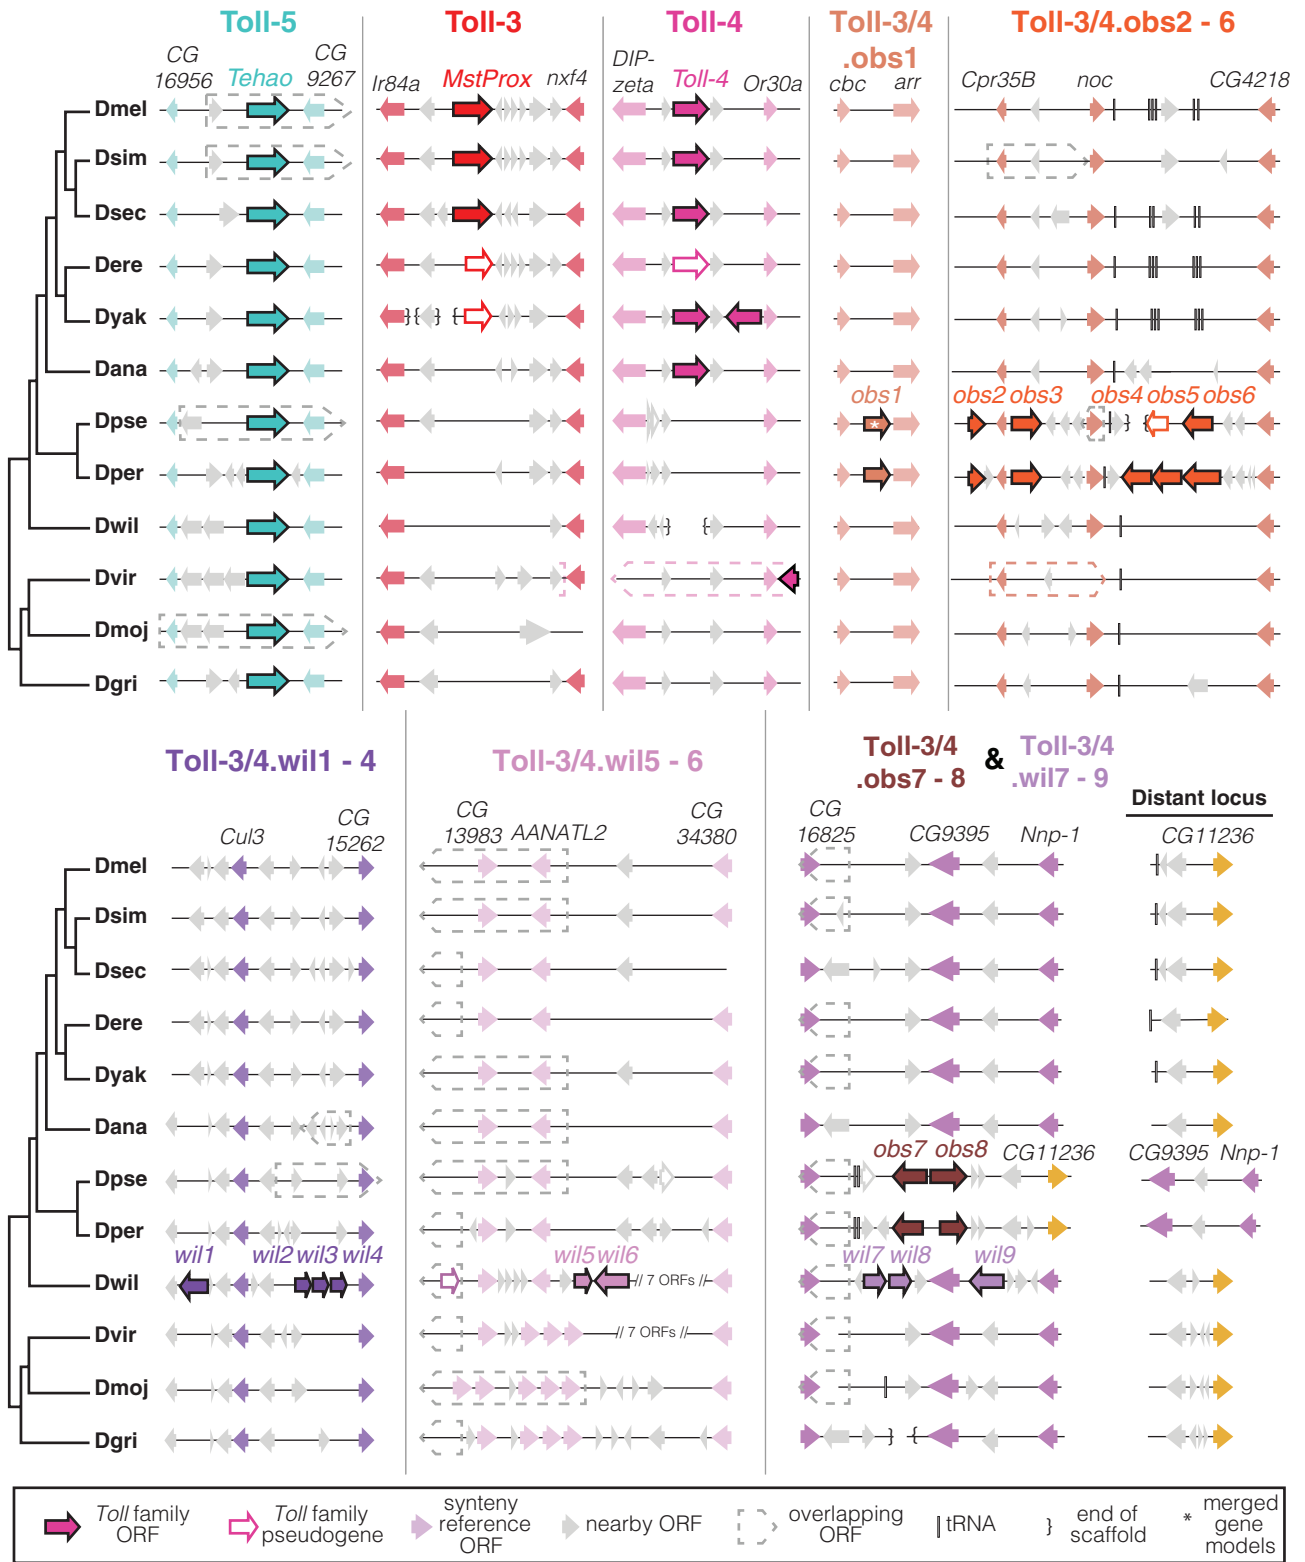 Toll-5 Toll-3 Toll-4 Toll-3/4 Toll-3/4.obs2 - 6
.obs1
CG CG
16956 Tehao 9267
Ir84a MstProx nxf4
DIP-
zeta Toll-4 Or30a
cbc arr
Cpr35B noc CG4218
Dmel
Dsim
Dsec
Dere
Dyak
Dana
obs1 obs2 obs3 obs4 obs5 obs6
Dpse *
Dper
Dwil
Dvir
Dmoj
Dgri
Toll-3/4.wil1 - 4 Toll-3/4.wil5 - 6 Toll-3/4 & Toll-3/4
.obs7 - 8 .wil7 - 9
Distant locus
Cul3 CG
15262
CG
13983 AANATL2 CG
34380
CG
16825 CG9395 Nnp-1 CG11236
Dmel
Dsim
Dsec
Dere
Dyak
Dana
obs7 obs8 CG11236 CG9395 Nnp-1
Dpse
Dper
wil1 wil2 wil3 wil4 wil5 wil6 wil7 wil8 wil9
Dwil // 7 ORFs //
Dvir // 7 ORFs //
Dmoj
Dgri
Toll family
ORF
Toll family
pseudogene
synteny
reference
ORF
nearby ORF
overlapping
ORF
tRNA
} end of
scaffold
* merged
gene
models